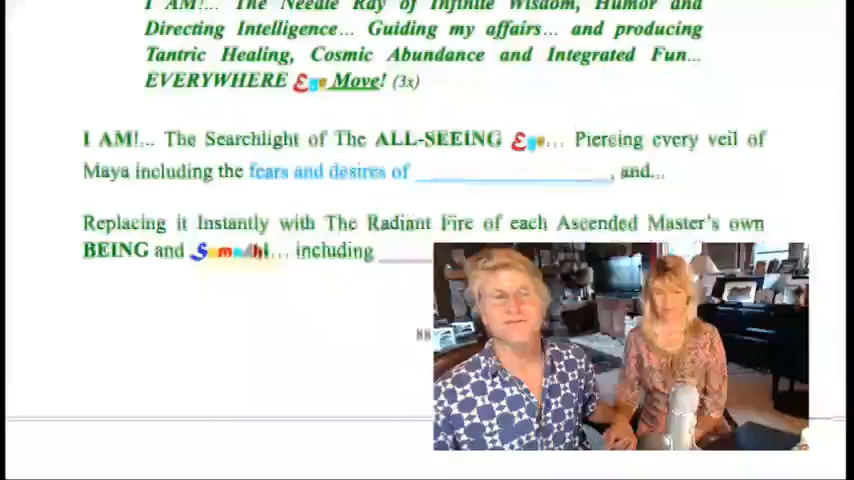 I AM!... The Needle Ray of Infinite Wisdom, Humor and
Directing Intelligence... Guiding my affairs... and producing
Tantric Healing, Cosmic Abundance and Integrated Fun...
EVERYWHERE Eye Move! (3x)
I AM!... The Searchlight of The ALL-SEEING Eye... Piercing every veil of
Maya including the fears and desires of ____________________, and...
Replacing it Instantly with The Radiant Fire of each Ascended Master's own
BEING and Samadhi... including